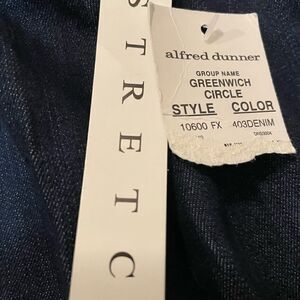 STRETC
alfred dunner
GROUP NAME
GREENWICH
CIRCLE
STYLE COLOR
10600 FX 403DENIM